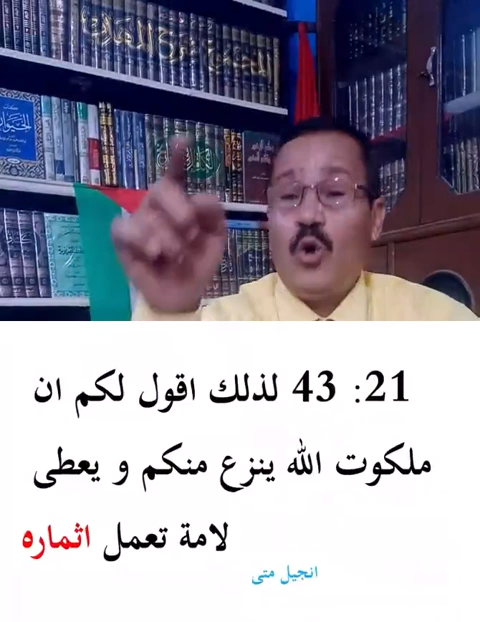 21: 43 لذلك اقول لكم ان
ملكوت الله ينزع منكم و يعطى
لامة تعمل اثماره
انجيل متى